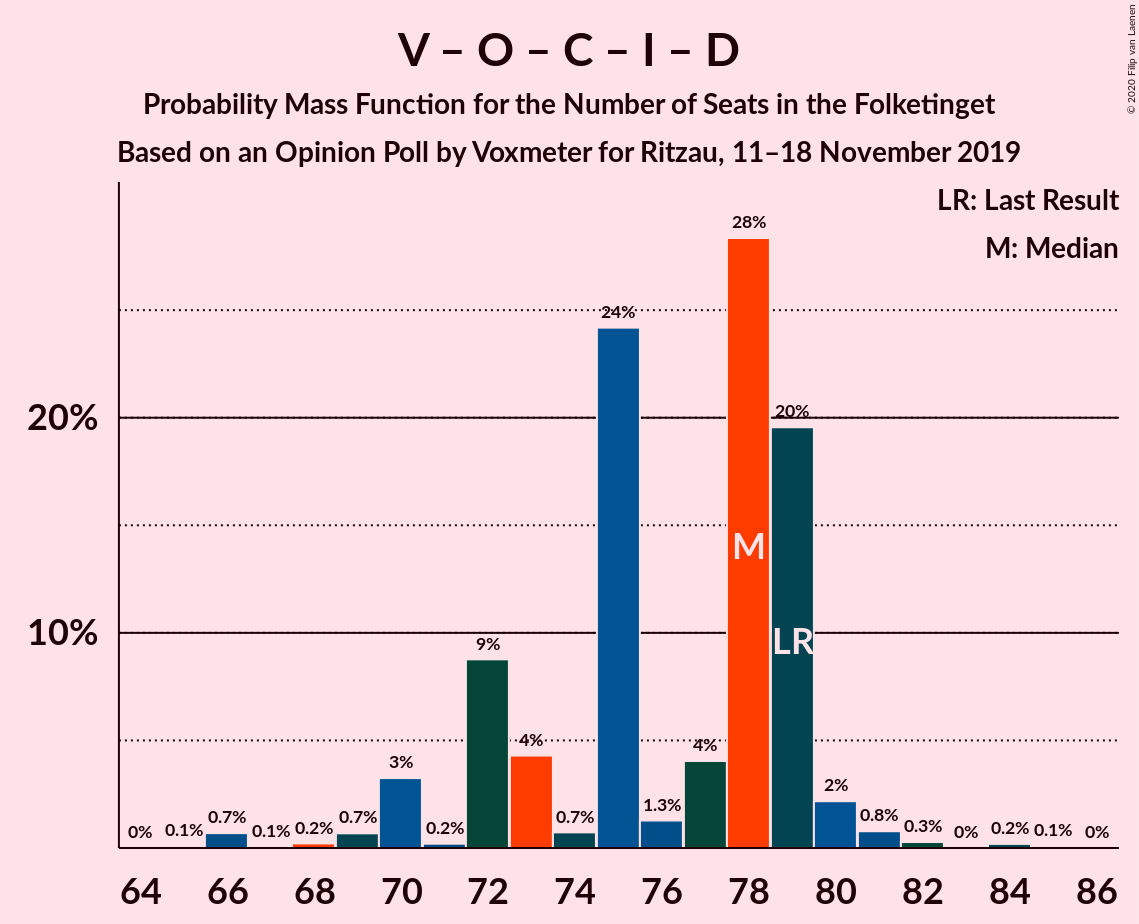 V – O – C – I – D
Probability Mass Function for the Number of Seats in the Folketinget
Based on an Opinion Poll by Voxmeter for Ritzau, 11–18 November 2019
© 2020 Filip van Laenen
LR: Last Result
M: Median
20%
10%
0%
0.1%
0.7%
0.1%
0.2%
0.7%
3%
0.2%
9%
4%
0.7%
24%
1.3%
4%
28%
20%
2%
0.8%
0.3%
0%
0.2%
0.1%
0%
M
LR
64 66 68 70 72 74 76 78 80 82 84 86